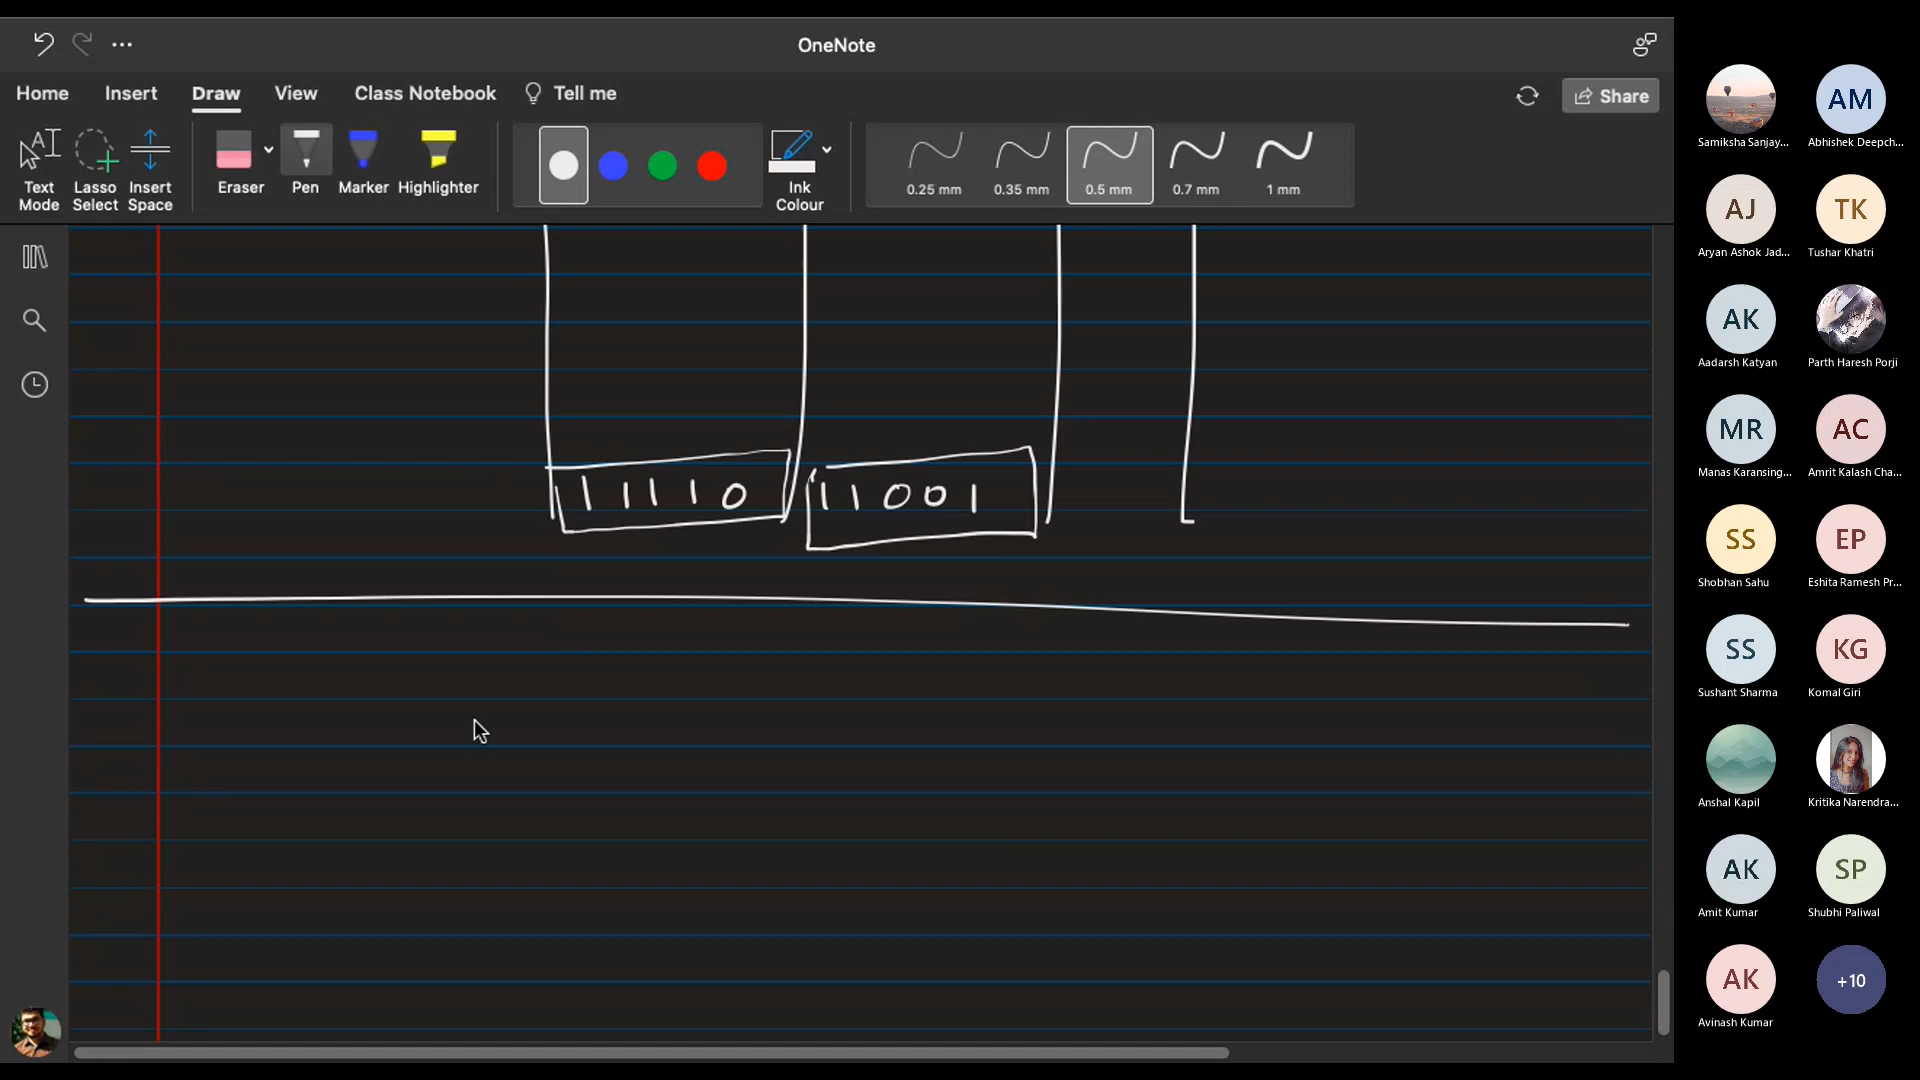 OneNote
Home Insert Draw View Class Notebook Tell me
Share
Text Mode
Lasso Select
Insert Space
Eraser
Pen
Marker
Highlighter
Ink Colour
0.25 mm
0.35 mm
0.5 mm
0.7 mm
1 mm
11110 11001
Samiksha Sanjay...
AM
Abhishek Deepch...
AJ
Aryan Ashok Jad...
TK
Tushar Khatri
AK
Aadarsh Katyan
Parth Haresh Porji
MR
Manas Karansing...
AC
Amrit Kalash Cha...
SS
Shobhan Sahu
EP
Eshita Ramesh Pr...
SS
Sushant Sharma
KG
Komal Giri
Anshal Kapil
Kritika Narendra...
AK
Amit Kumar
SP
Shubhi Paliwal
AK
Avinash Kumar
+10